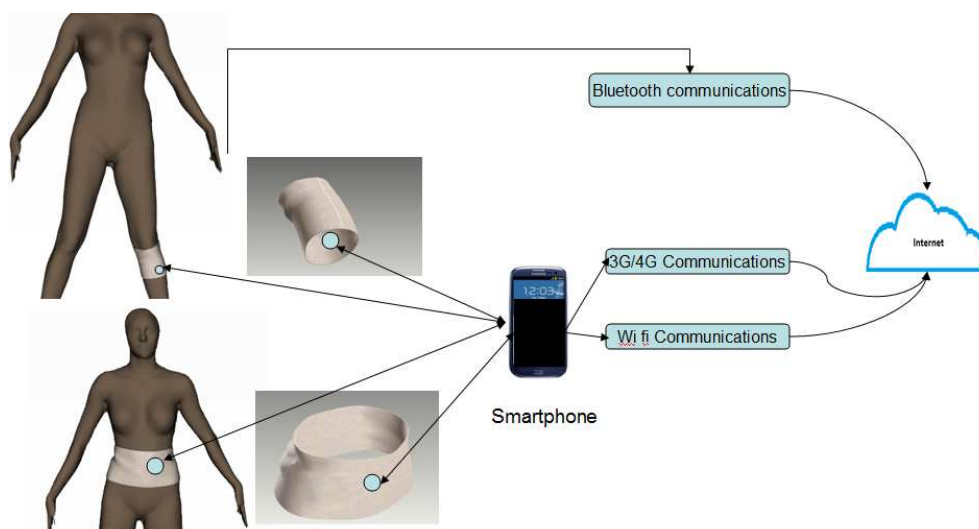 Bluetooth communications
Internet
3G/4G Communications
12:03
Wi fi Communications
Smartphone